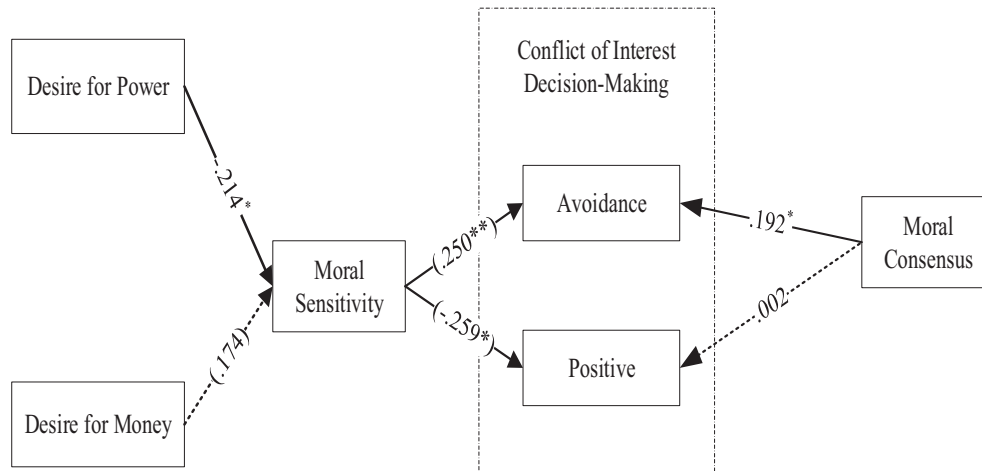 Conflict of Interest
Decision-Making
Desire for Power
-.214*
Avoidance
(.250**)
.192*
Moral
Sensitivity
Moral
Consensus
(-.259*)
.002
(.174)
Positive
Desire for Money